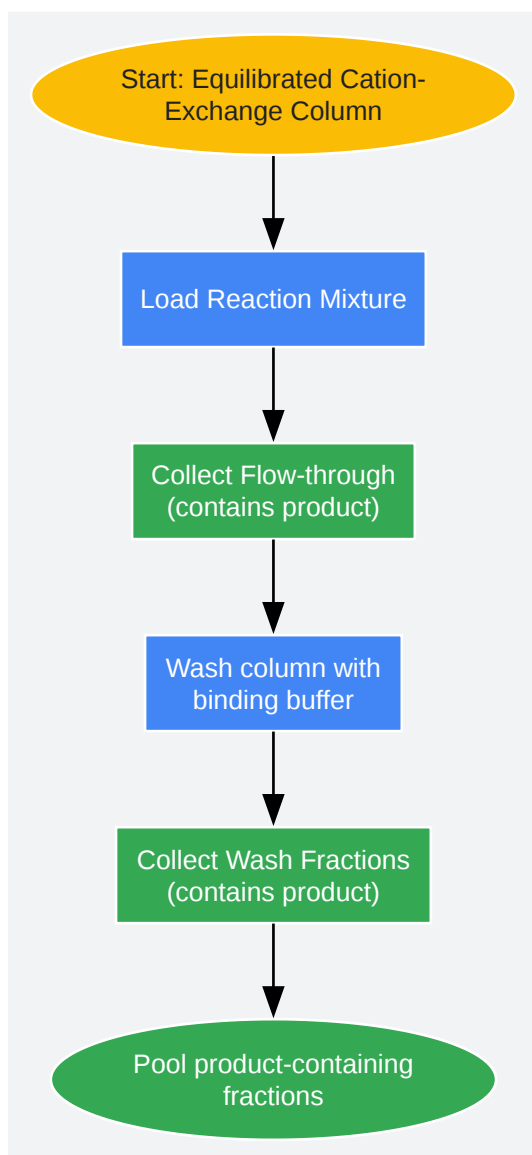 Start: Equilibrated Cation-
Exchange Column
Load Reaction Mixture
Collect Flow-through
(contains product)
Wash column with
binding buffer
Collect Wash Fractions
(contains product)
Pool product-containing
fractions